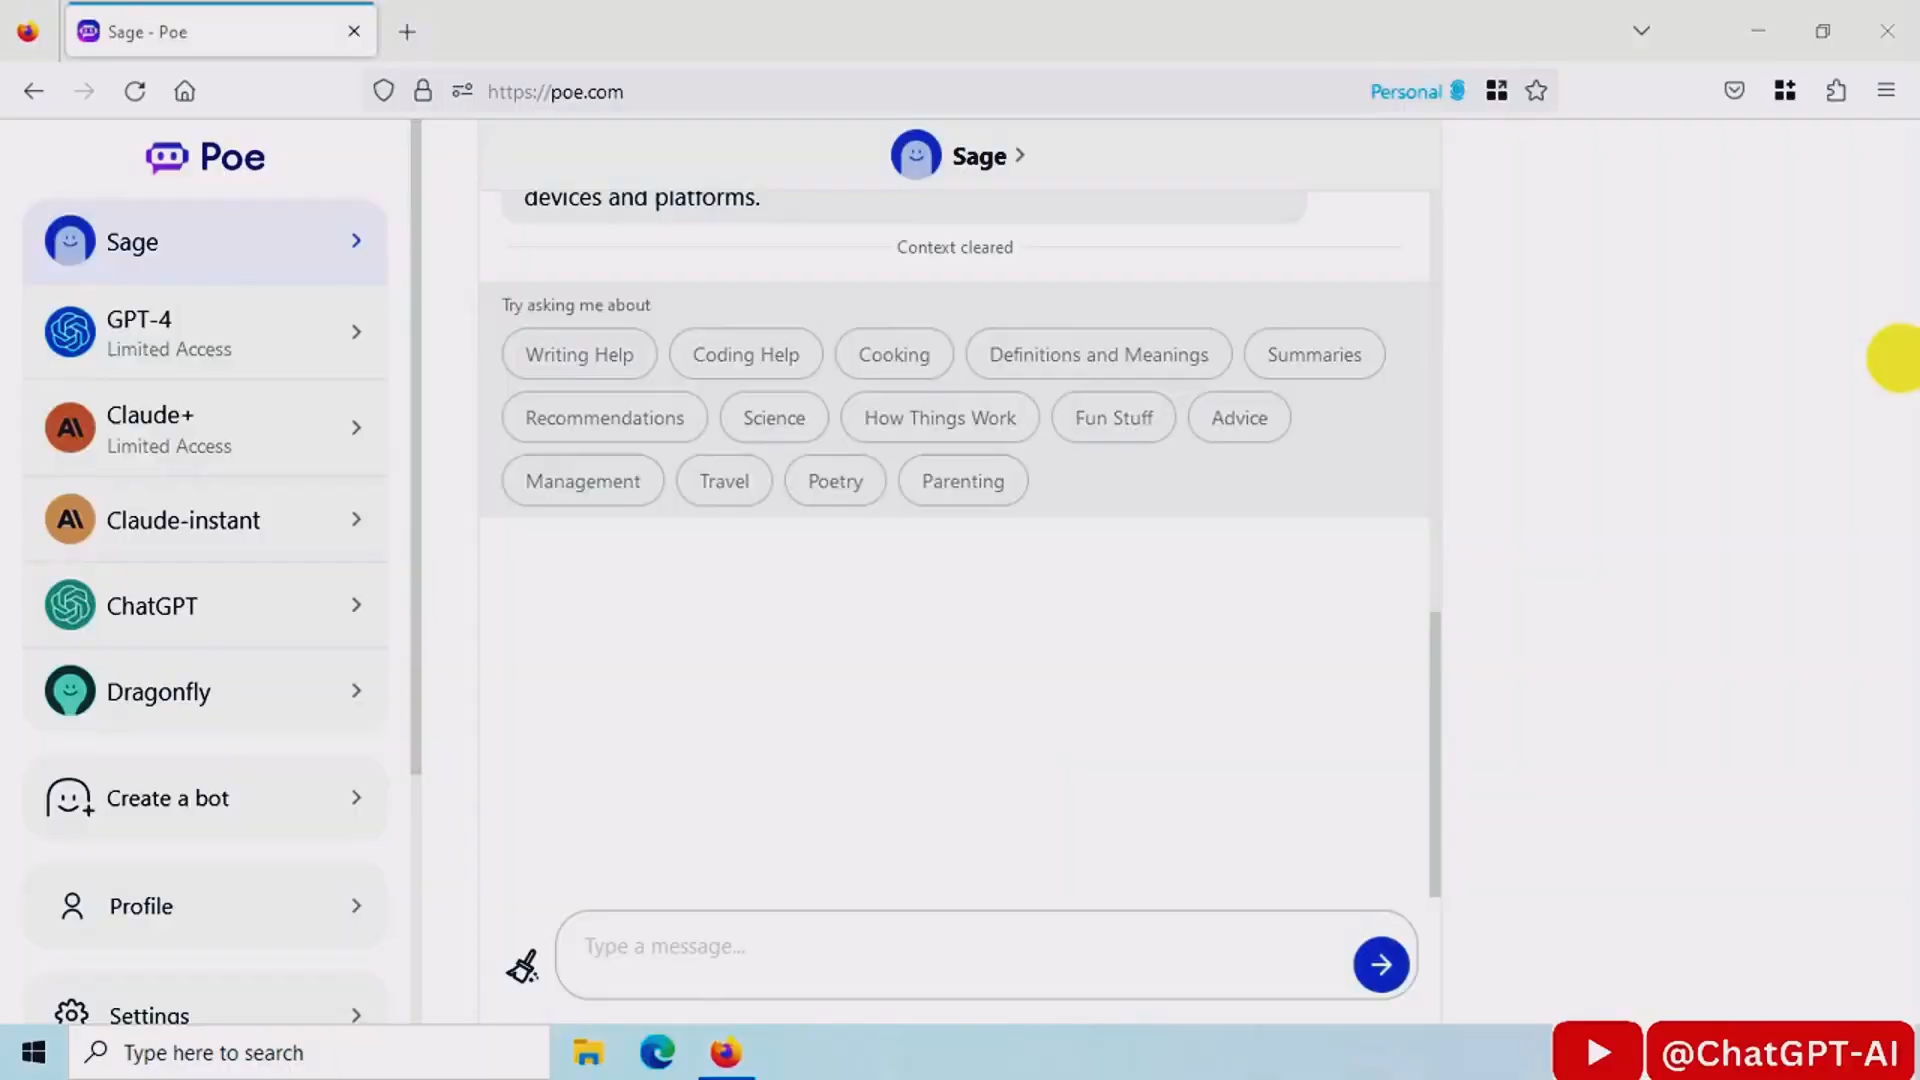 Sage - Poe
https://poe.com
Personal
Poe
Sage
GPT-4
Limited Access
Claude+
Limited Access
Claude-instant
ChatGPT
Dragonfly
Create a bot
Profile
Settings
Sage
devices and platforms.
Context cleared
Try asking me about
Writing Help Coding Help Cooking Definitions and Meanings Summaries
Recommendations Science How Things Work Fun Stuff Advice
Management Travel Poetry Parenting
Type a message...
Type here to search
@ChatGPT-AI